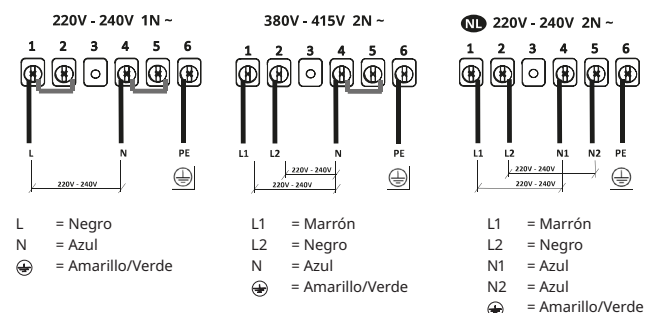 220V - 240V 1N ~
1 2 3 4 5 6
L N PE
220V - 240V
L = Negro
N = Azul
= Amarillo/Verde
380V - 415V 2N ~
1 2 3 4 5 6
L1 L2 N PE
220V - 240V
220V - 240V
L1 = Marrón
L2 = Negro
N = Azul
= Amarillo/Verde
NL 220V - 240V 2N ~
1 2 3 4 5 6
L1 L2 N1 N2 PE
220V - 240V
220V - 240V
L1 = Marrón
L2 = Negro
N1 = Azul
N2 = Azul
= Amarillo/Verde